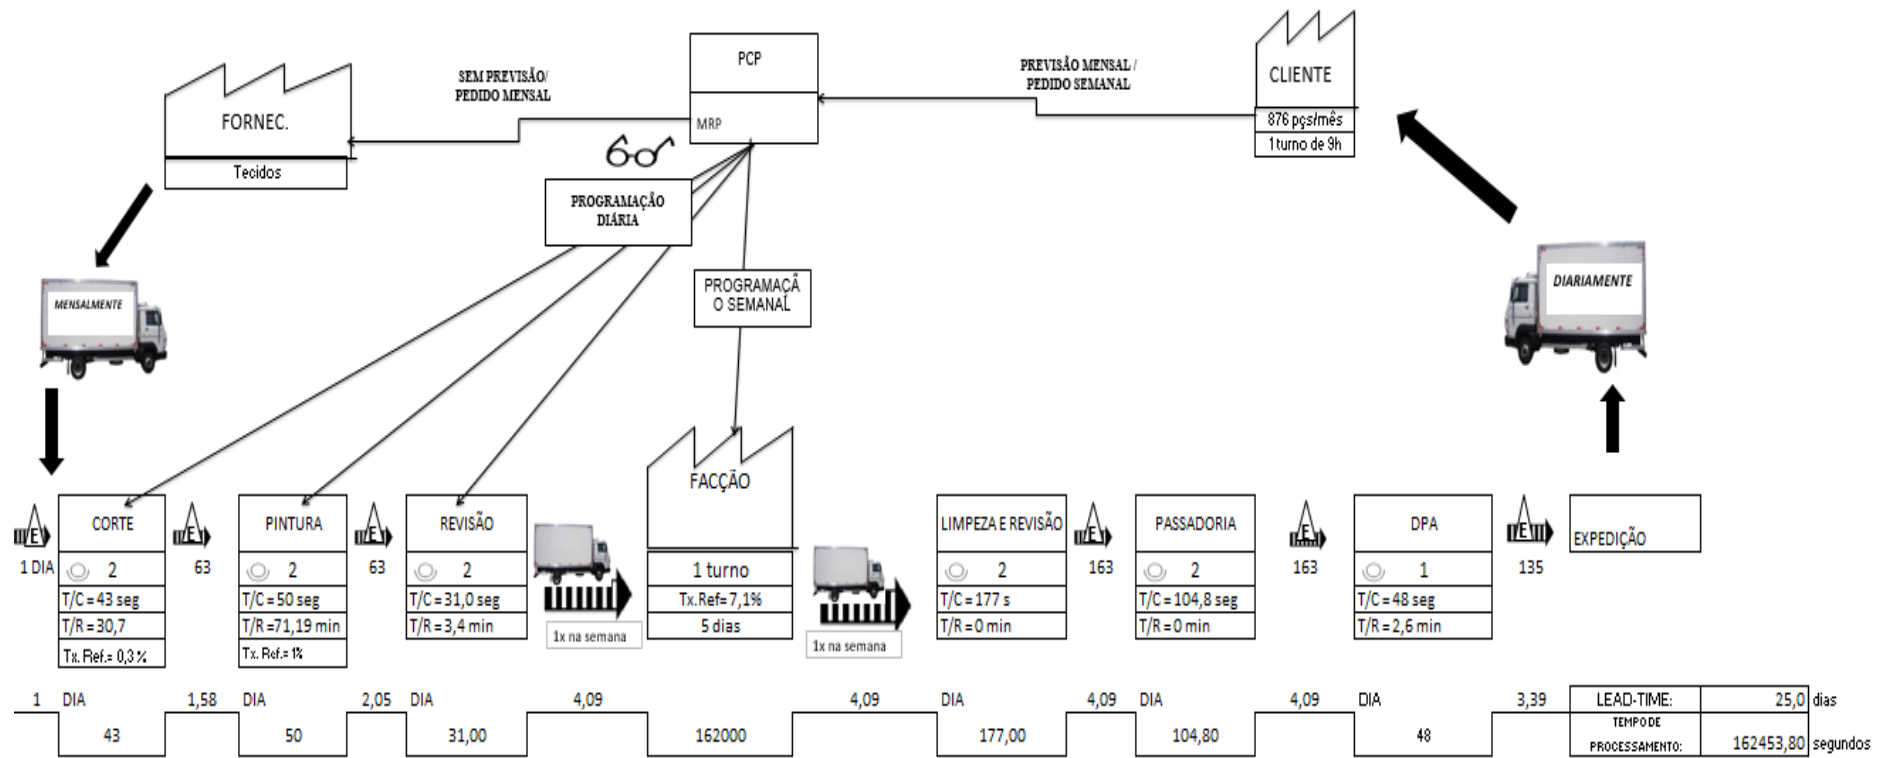 PCP
MRP
SEM PREVISÃO/
PEDIDO MENSAL
PREVISÃO MENSAL /
PEDIDO SEMANAL
CLIENTE
876 pçs/mês
1 turno de 9h
FORNEC.
Tecidos
PROGRAMAÇÃO
DIÁRIA
PROGRAMAÇÃ
O SEMANAL
MENSALMENTE
DIARIAMENTE
E
1 DIA
CORTE
2
T/C = 43 seg
T/R = 30,7
Tx. Ref.= 0,3 %
E
63
PINTURA
2
T/C = 50 seg
T/R =71,19 min
Tx. Ref.= 1%
E
63
REVISÃO
2
T/C = 31,0 seg
T/R = 3,4 min
1x na semana
FACÇÃO
1 turno
Tx.Ref= 7,1%
5 dias
1x na semana
LIMPEZA E REVISÃO
2
T/C = 177 s
T/R = 0 min
E
163
PASSADORIA
2
T/C = 104,8 seg
T/R = 0 min
E
163
DPA
1
T/C = 48 seg
T/R = 2,6 min
E
135
EXPEDIÇÃO
1 DIA 1,58 DIA 2,05 DIA 4,09 4,09 DIA 4,09 DIA 4,09 DIA 3,39
43 50 31,00 162000 177,00 104,80 48
LEAD-TIME: 25,0 dias
TEMPO DE
PROCESSAMENTO: 162453,80 segundos